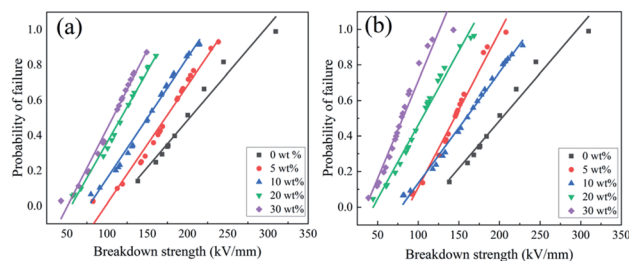 (a)
Probability of failure
1.0
0.8
0.6
0.4
0.2
0.0
0 wt %
5 wt%
10 wt%
20 wt%
30 wt%
50 100 150 200 250 300 350
Breakdown strength (kV/mm)
(b)
Probability of failure
1.0
0.8
0.6
0.4
0.2
0.0
0 wt%
5 wt%
10 wt%
20 wt%
30 wt%
50 100 150 200 250 300 350
Breakdown strength (kV/mm)